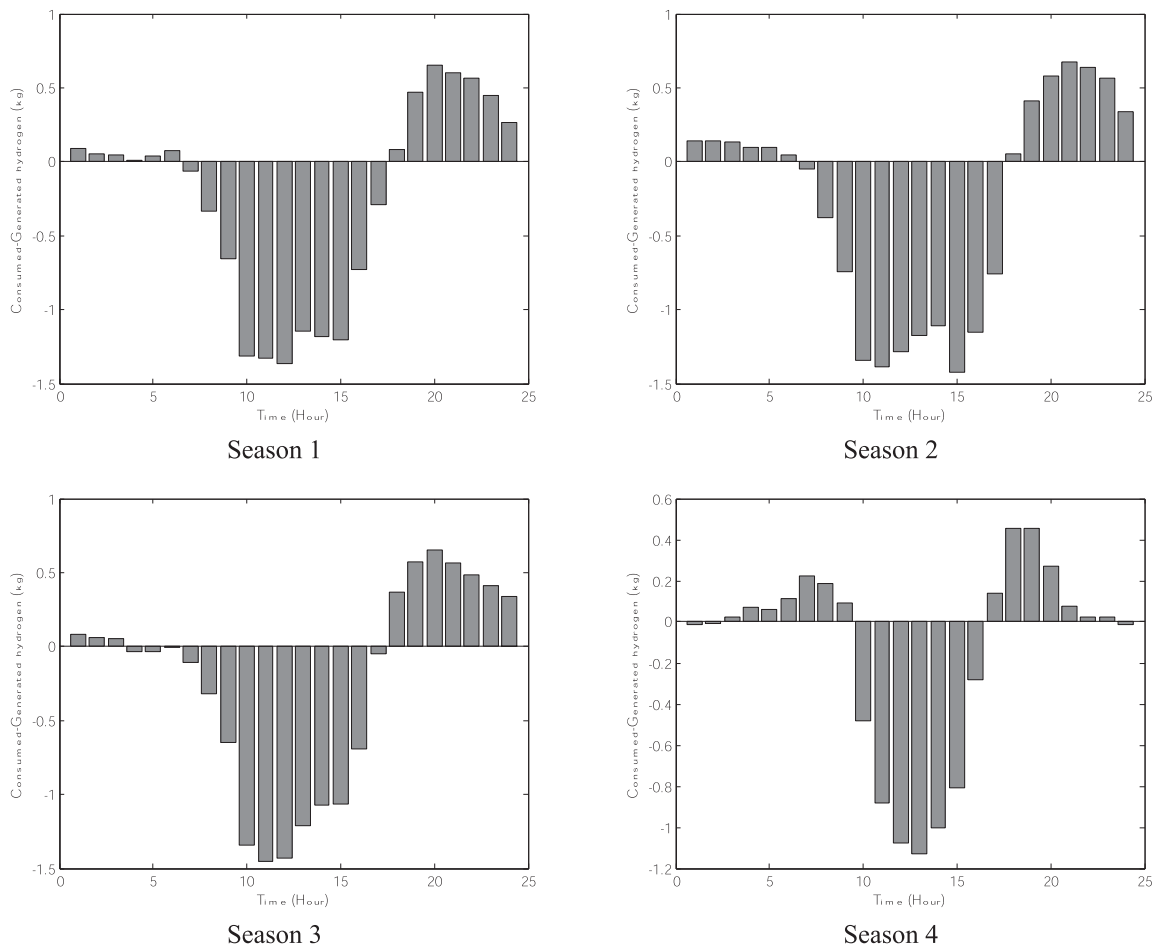 1
0.5
0
-0.5
-1
-1.5
Consumed-Generated hydrogen (kg)
0 5 10 15 20 25
Time (Hour)
Season 1
1
0.5
0
-0.5
-1
-1.5
Consumed-Generated hydrogen (kg)
0 5 10 15 20 25
Time (Hour)
Season 2
1
0.5
0
-0.5
-1
-1.5
Consumed-Generated hydrogen (kg)
0 5 10 15 20 25
Time (Hour)
Season 3
0.6
0.4
0.2
0
-0.2
-0.4
-0.6
-0.8
-1
-1.2
Consumed-Generated hydrogen (kg)
0 5 10 15 20 25
Time (Hour)
Season 4